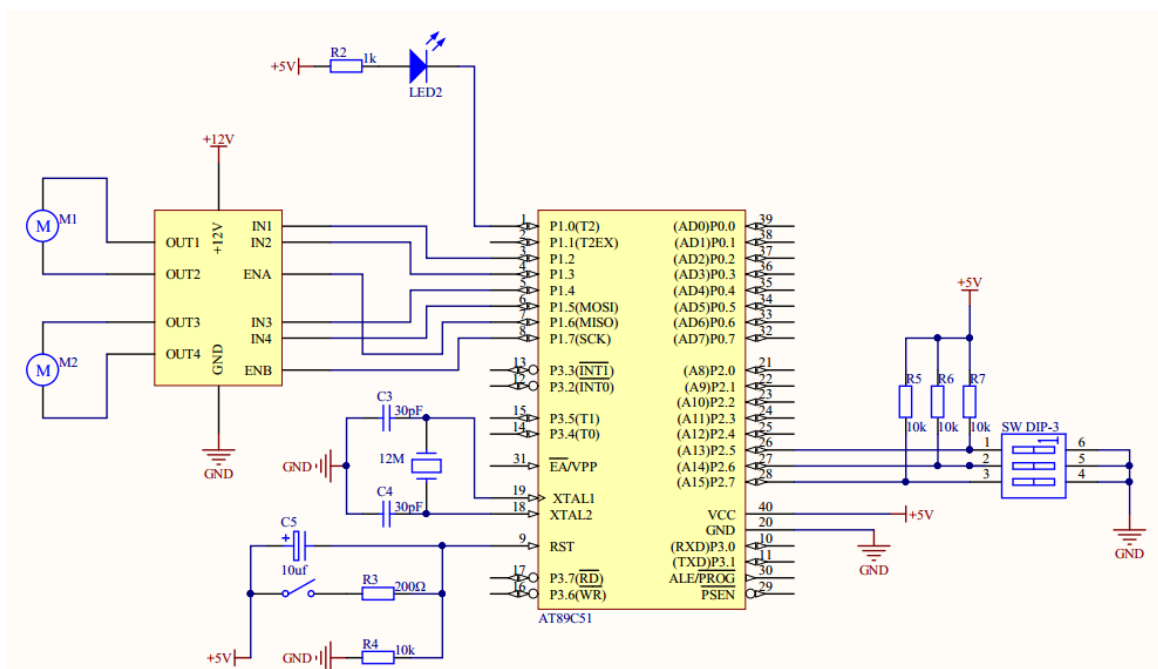 R2
1k
+5V
LED2
+12V
M M1
M M2
+12V
OUT1
OUT2
OUT3
OUT4
GND
IN1
IN2
ENA
IN3
IN4
ENB
GND
1 P1.0(T2)
2 P1.1(T2EX)
3 P1.2
4 P1.3
5 P1.4
6 P1.5(MOSI)
7 P1.6(MISO)
8 P1.7(SCK)
13 P3.3(INT1)
12 P3.2(INT0)
15 P3.5(T1)
14 P3.4(T0)
31 EA/VPP
19 XTAL1
18 XTAL2
9 RST
17 P3.7(RD)
16 P3.6(WR)
AT89C51
(AD0)P0.0 39
(AD1)P0.1 38
(AD2)P0.2 37
(AD3)P0.3 36
(AD4)P0.4 35
(AD5)P0.5 34
(AD6)P0.6 33
(AD7)P0.7 32
(A8)P2.0 21
(A9)P2.1 22
(A10)P2.2 23
(A11)P2.3 24
(A12)P2.4 25
(A13)P2.5 26
(A14)P2.6 27
(A15)P2.7 28
VCC 40
GND 20
(RXD)P3.0 10
(TXD)P3.1 11
ALE/PROG 30
PSEN 29
C3
30pF
12M
GND
C4
30pF
C5
+
10uf
R3
200Ω
+5V
GND
R4
10k
+5V
R5 R6 R7
10k 10k 10k
SW DIP-3
1 6
2 5
3 4
GND
+5V
GND